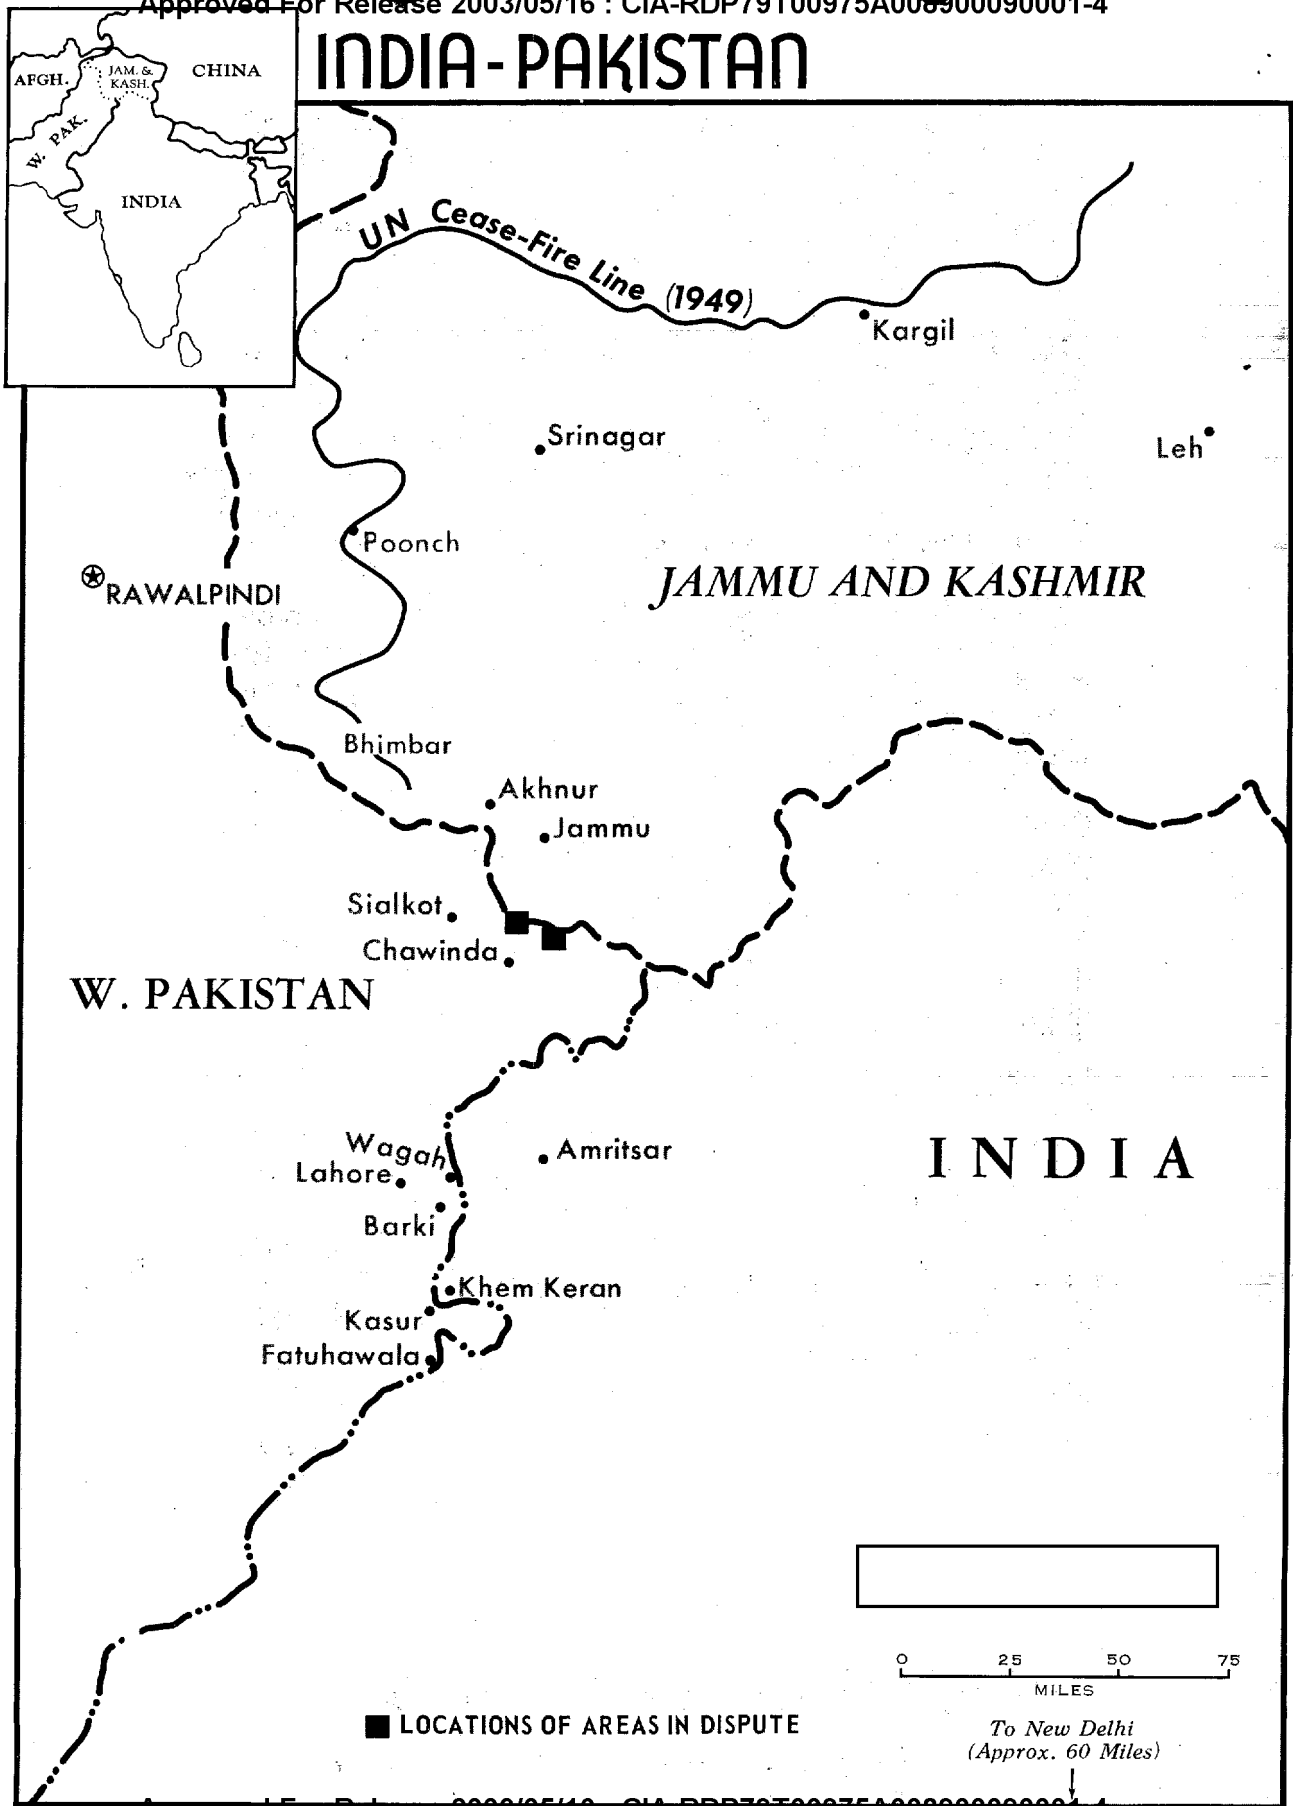 Approved For Release 2003/05/16 : CIA-RDP79T00975A008900090001-4
INDIA-PAKISTAN
AFGH.
JAM. &
KASH.
CHINA
W. PAK.
INDIA
UN Cease-Fire Line (1949)
Kargil
Srinagar
Leh
Poonch
JAMMU AND KASHMIR
RAWALPINDI
Bhimbar
Akhnur
Jammu
Sialkot
Chawinda
W. PAKISTAN
Wagah
Amritsar
INDIA
Lahore
Barki
Khem Keran
Kasur
Fatuhawala
0 25 50 75
MILES
LOCATIONS OF AREAS IN DISPUTE
To New Delhi
(Approx. 60 Miles)